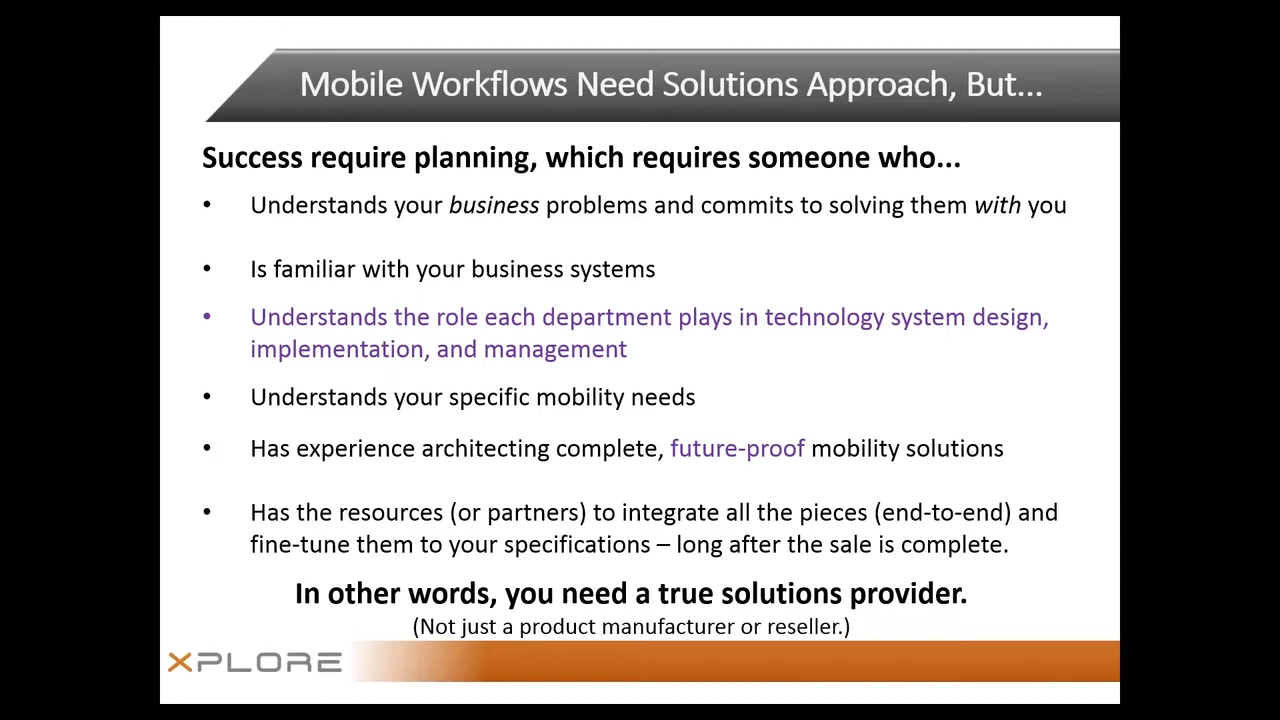 Mobile Workflows Need Solutions Approach, But...
Success require planning, which requires someone who...
• Understands your business problems and commits to solving them with you
• Is familiar with your business systems
• Understands the role each department plays in technology system design,
implementation, and management
• Understands your specific mobility needs
• Has experience architecting complete, future-proof mobility solutions
• Has the resources (or partners) to integrate all the pieces (end-to-end) and
fine-tune them to your specifications – long after the sale is complete.
In other words, you need a true solutions provider.
(Not just a product manufacturer or reseller.)
XPLORE